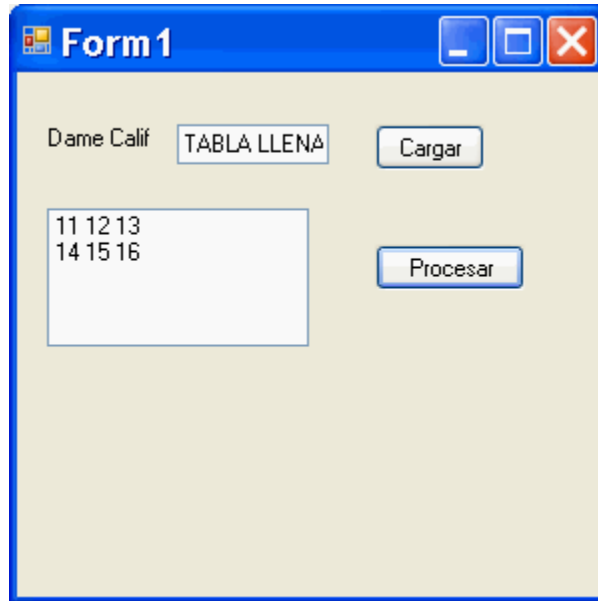 Form1
Dame Calif TABLA LLENA Cargar
11 12 13
14 15 16
Procesar